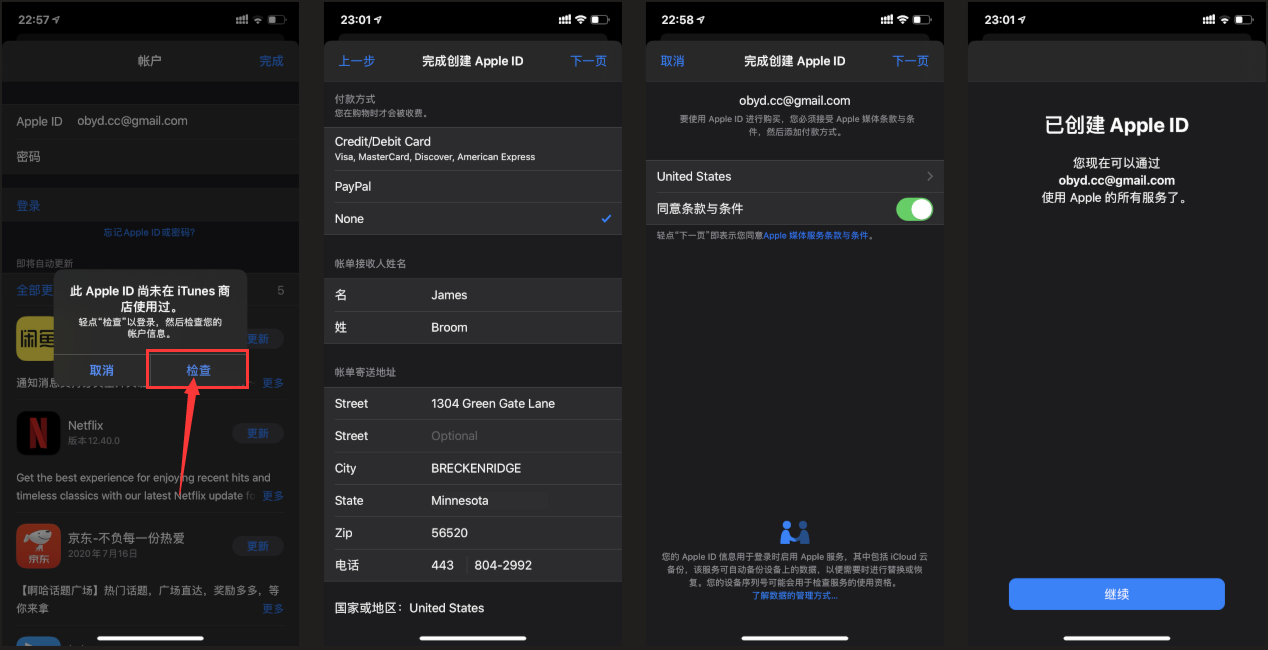 22:57
帐户
完成
Apple ID
obyd.cc@gmail.com
密码
登录
忘记Apple ID或密码?
即将自动更新
全部更
5
此 Apple ID 尚未在 iTunes 商
店使用过。
轻点“检查”以登录，然后检查您的
帐户信息。
取消
检查
闲鱼
更新
通知消息
更多
Netflix
版本12.40.0
更新
Get the best experience for enjoying recent hits and
timeless classics with our latest Netflix update fo
更多
京东
京东-不负每一份热爱
2020年7月16日
更新
【啊哈话题广场】热门话题，广场直达，奖励多多，等
你来拿
更多
23:01
上一步
完成创建 Apple ID
下一页
付款方式
您在购物时才会被收费。
Credit/Debit Card
Visa, MasterCard, Discover, American Express
PayPal
None
帐单接收人姓名
名
James
姓
Broom
帐单寄送地址
Street
1304 Green Gate Lane
Street
Optional
City
BRECKENRIDGE
State
Minnesota
Zip
56520
电话
443
804-2992
国家或地区：United States
22:58
取消
完成创建 Apple ID
下一页
obyd.cc@gmail.com
要使用 Apple ID 进行购买，您必须接受 Apple 媒体条款与条
件，然后添加付款方式。
United States
同意条款与条件
轻点“下一页”即表示您同意Apple 媒体服务条款与条件。
您的 Apple ID 信息用于登录时启用 Apple 服务，其中包括 iCloud 云
备份，该服务可自动备份设备上的数据，以便需要时进行替换或恢
复。您的设备序列号可能会用于检查服务的使用资格。
了解数据的管理方式...
23:01
已创建 Apple ID
您现在可以通过
obyd.cc@gmail.com
使用 Apple 的所有服务了。
继续